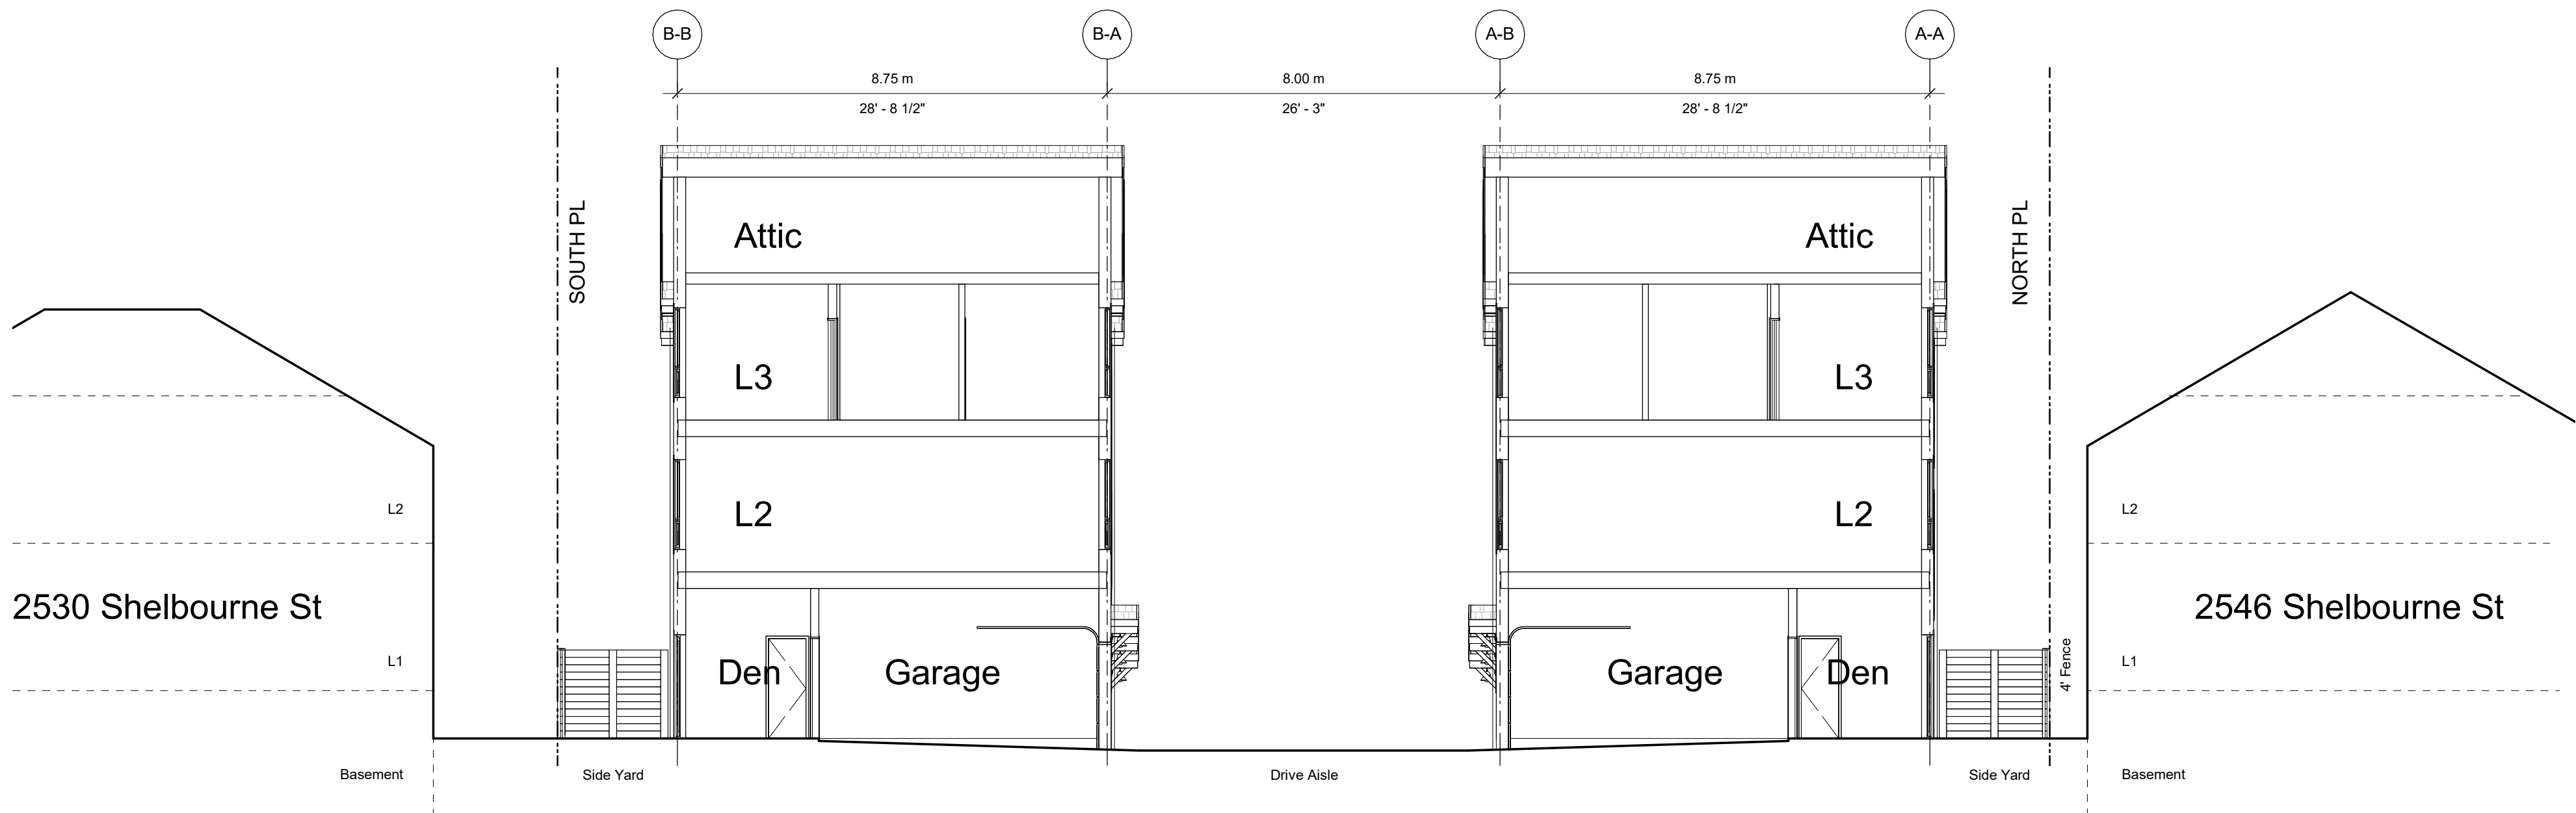 B-B
B-A
A-B
A-A
8.75 m
8.00 m
8.75 m
28' - 8 1/2"
26' - 3"
28' - 8 1/2"
SOUTH PL
NORTH PL
Attic
Attic
L3
L3
L2
L2
L2
L2
2530 Shelbourne St
2546 Shelbourne St
L1
Den
Garage
Garage
Den
4' Fence
L1
Basement
Side Yard
Drive Aisle
Side Yard
Basement